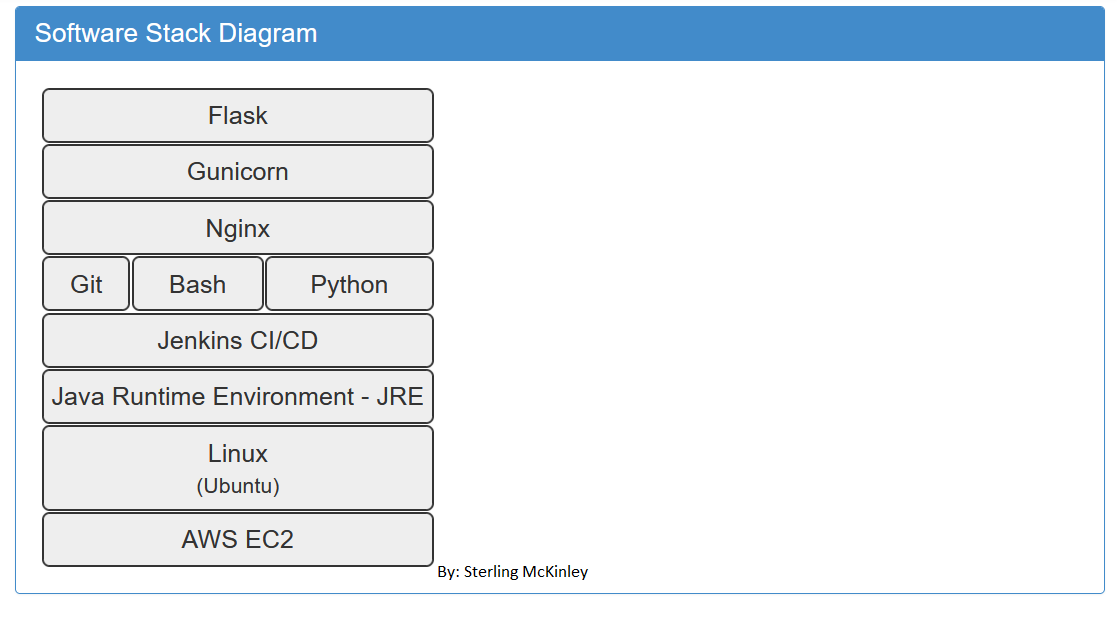 Software Stack Diagram
Flask
Gunicorn
Nginx
Git Bash Python
Jenkins CI/CD
Java Runtime Environment - JRE
Linux
(Ubuntu)
AWS EC2
By: Sterling McKinley